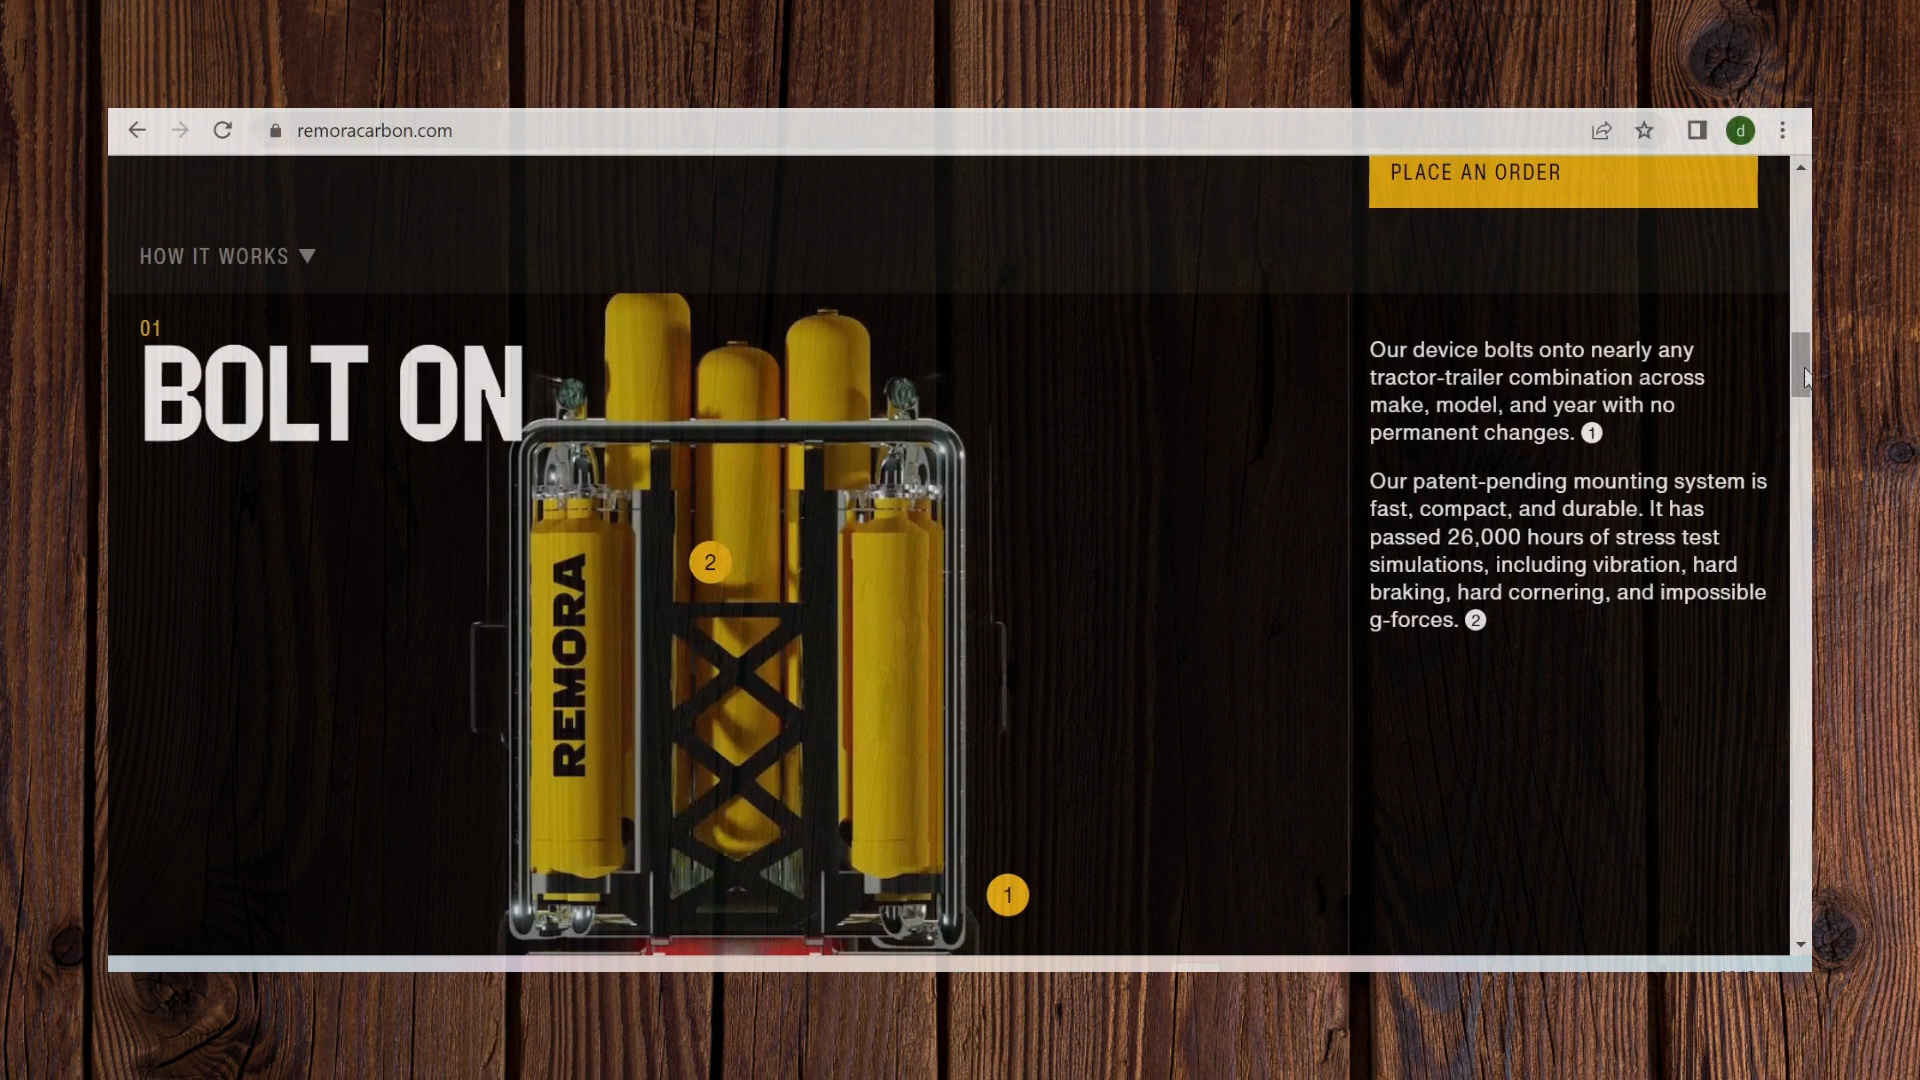 remoracarbon.com
d
PLACE AN ORDER
HOW IT WORKS
01
BOLT ON
Our device bolts onto nearly any
tractor-trailer combination across
make, model, and year with no
permanent changes. 1
Our patent-pending mounting system is
fast, compact, and durable. It has
passed 26,000 hours of stress test
simulations, including vibration, hard
braking, hard cornering, and impossible
g-forces. 2
2
REMORA
1